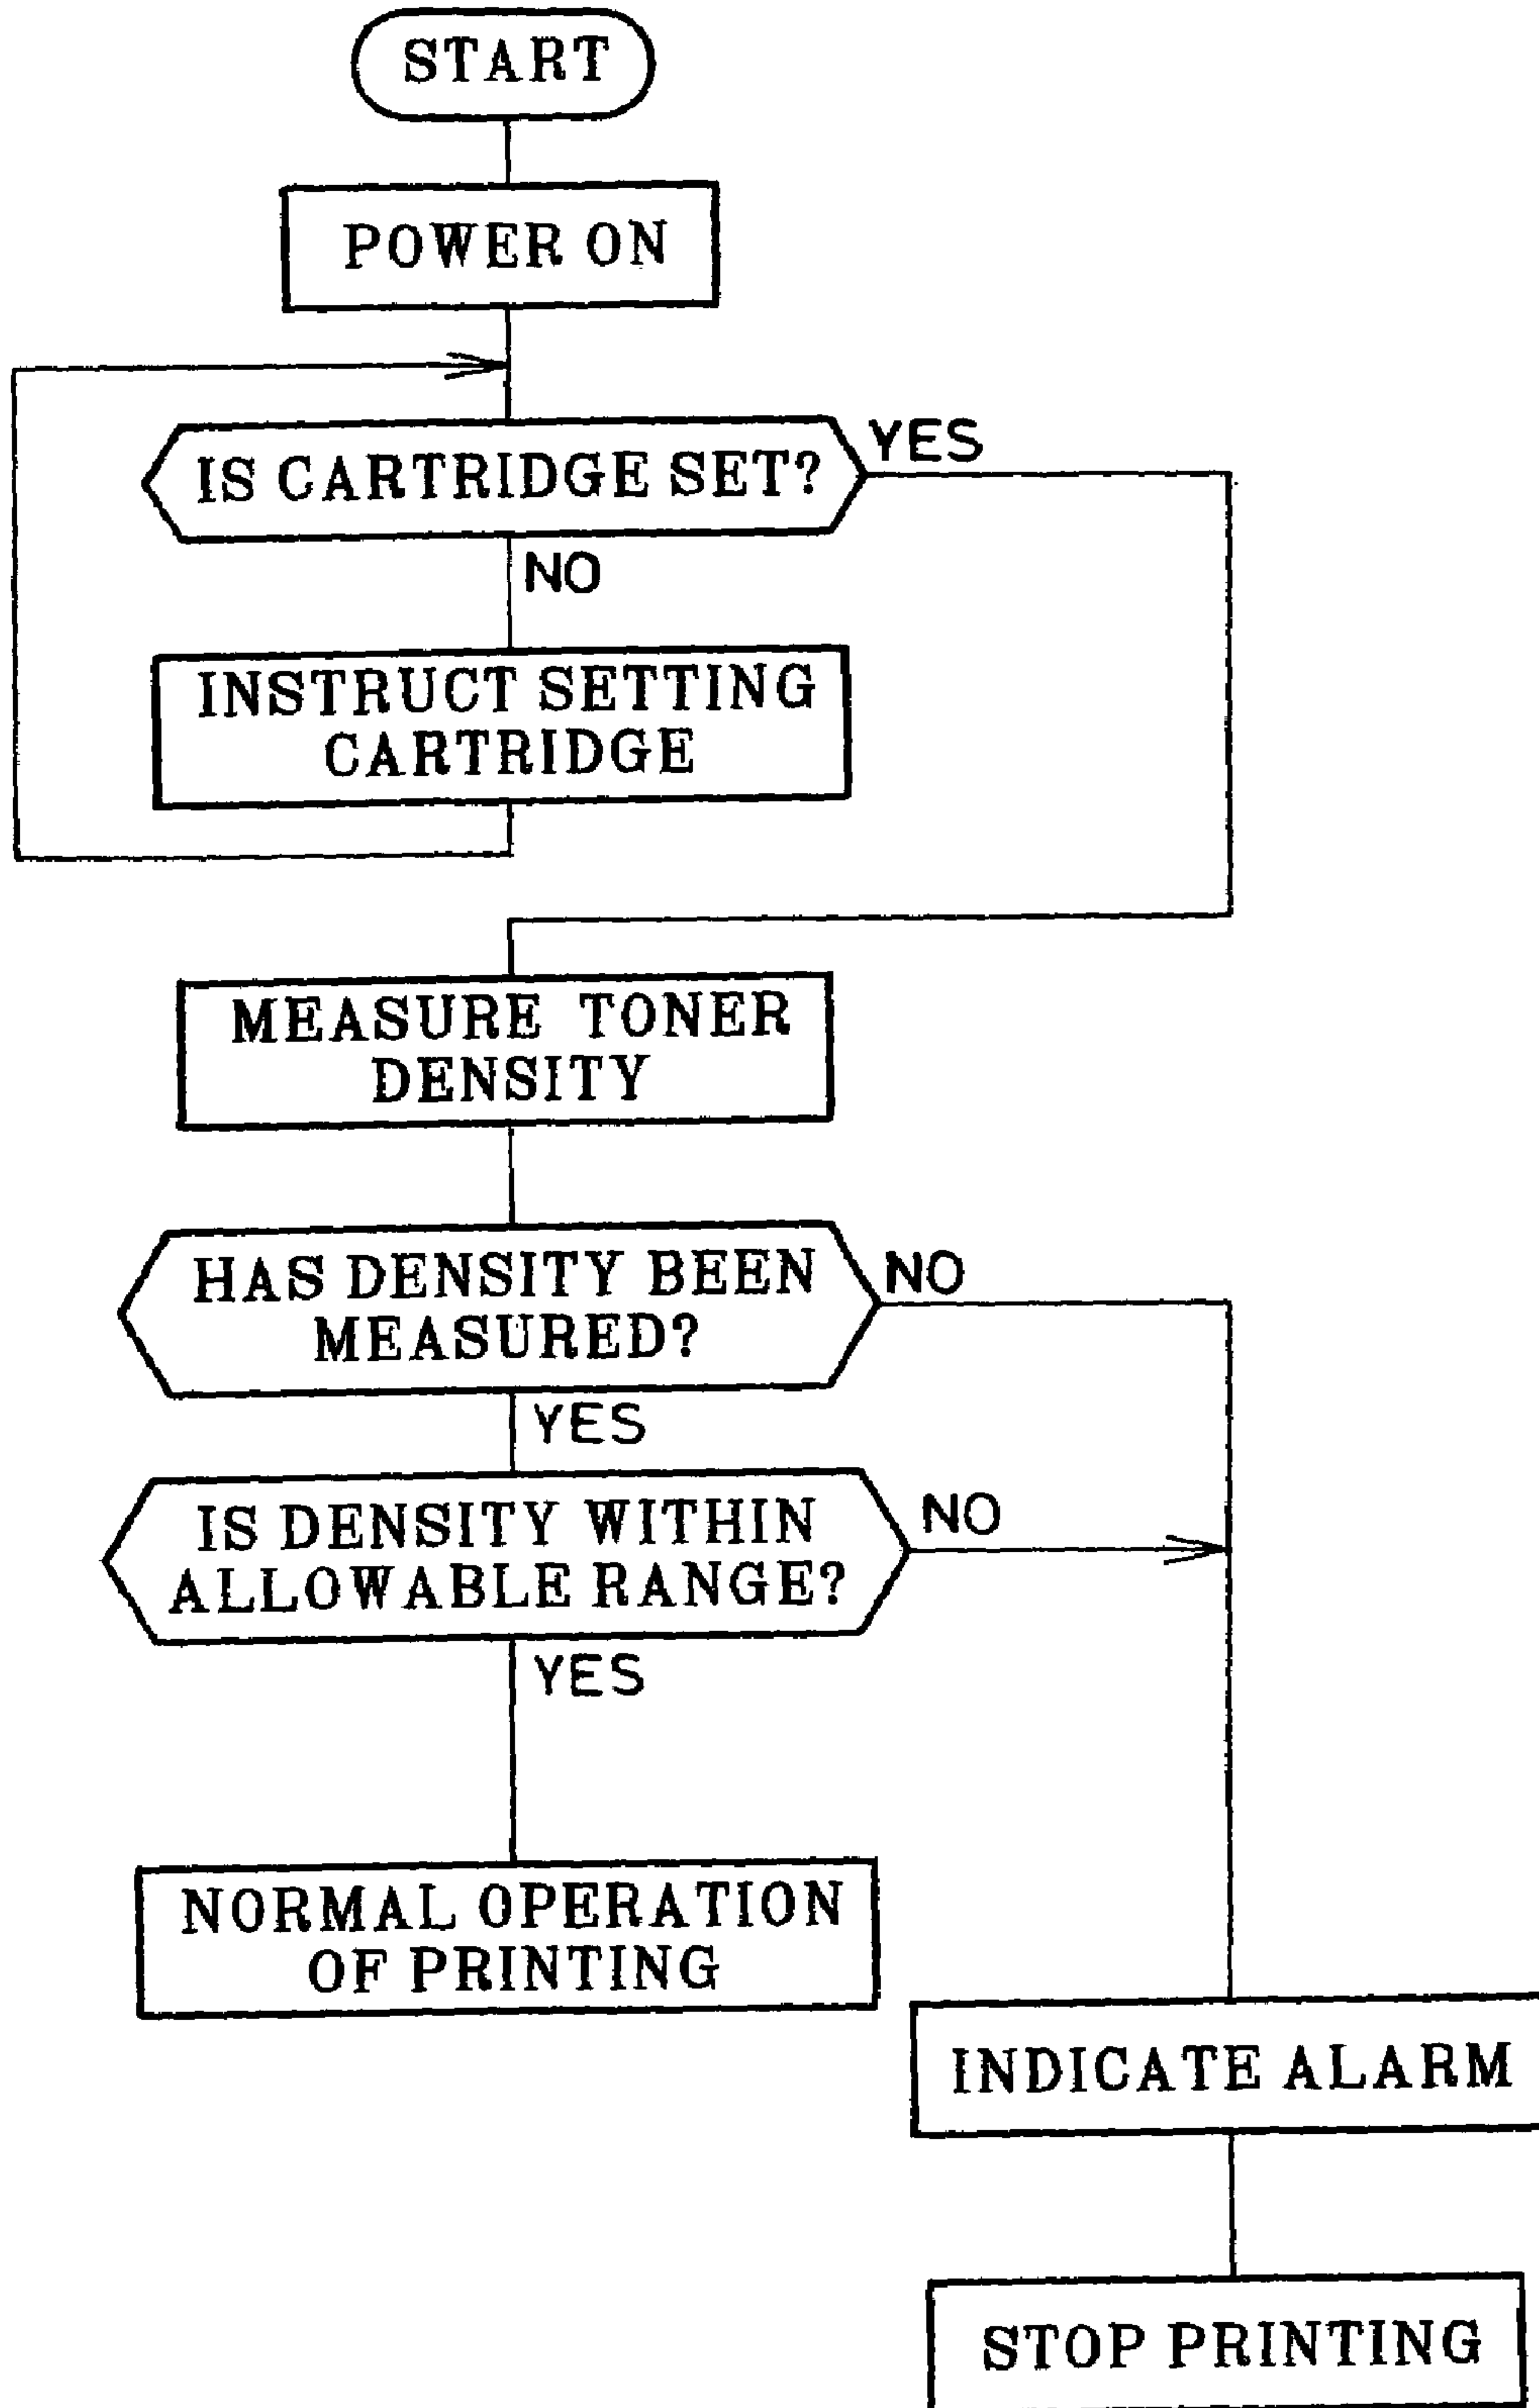 START
POWER ON
IS CARTRIDGE SET?
YES
NO
INSTRUCT SETTING
CARTRIDGE
MEASURE TONER
DENSITY
HAS DENSITY BEEN
MEASURED?
NO
YES
IS DENSITY WITHIN
ALLOWABLE RANGE?
NO
YES
NORMAL OPERATION
OF PRINTING
INDICATE ALARM
STOP PRINTING